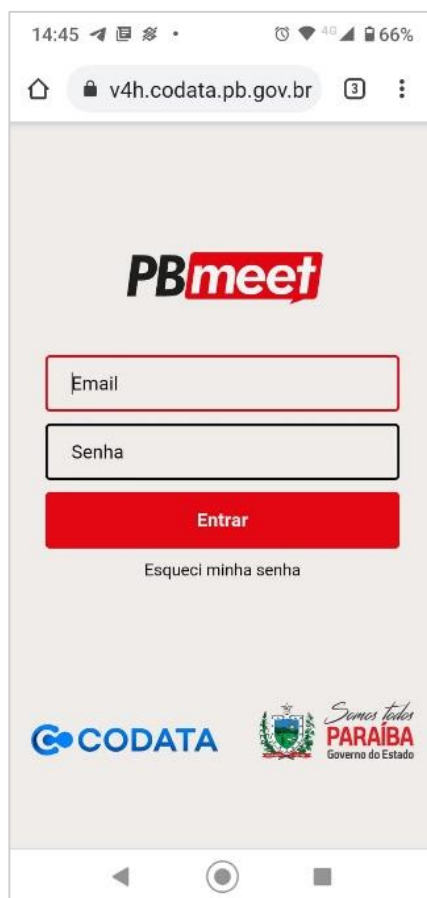 14:45 4G 66%
v4h.codata.pb.gov.br 3
PBmeet
Email
Senha
Entrar
Esqueci minha senha
CODATA
Somos todos
PARAÍBA
Governo do Estado